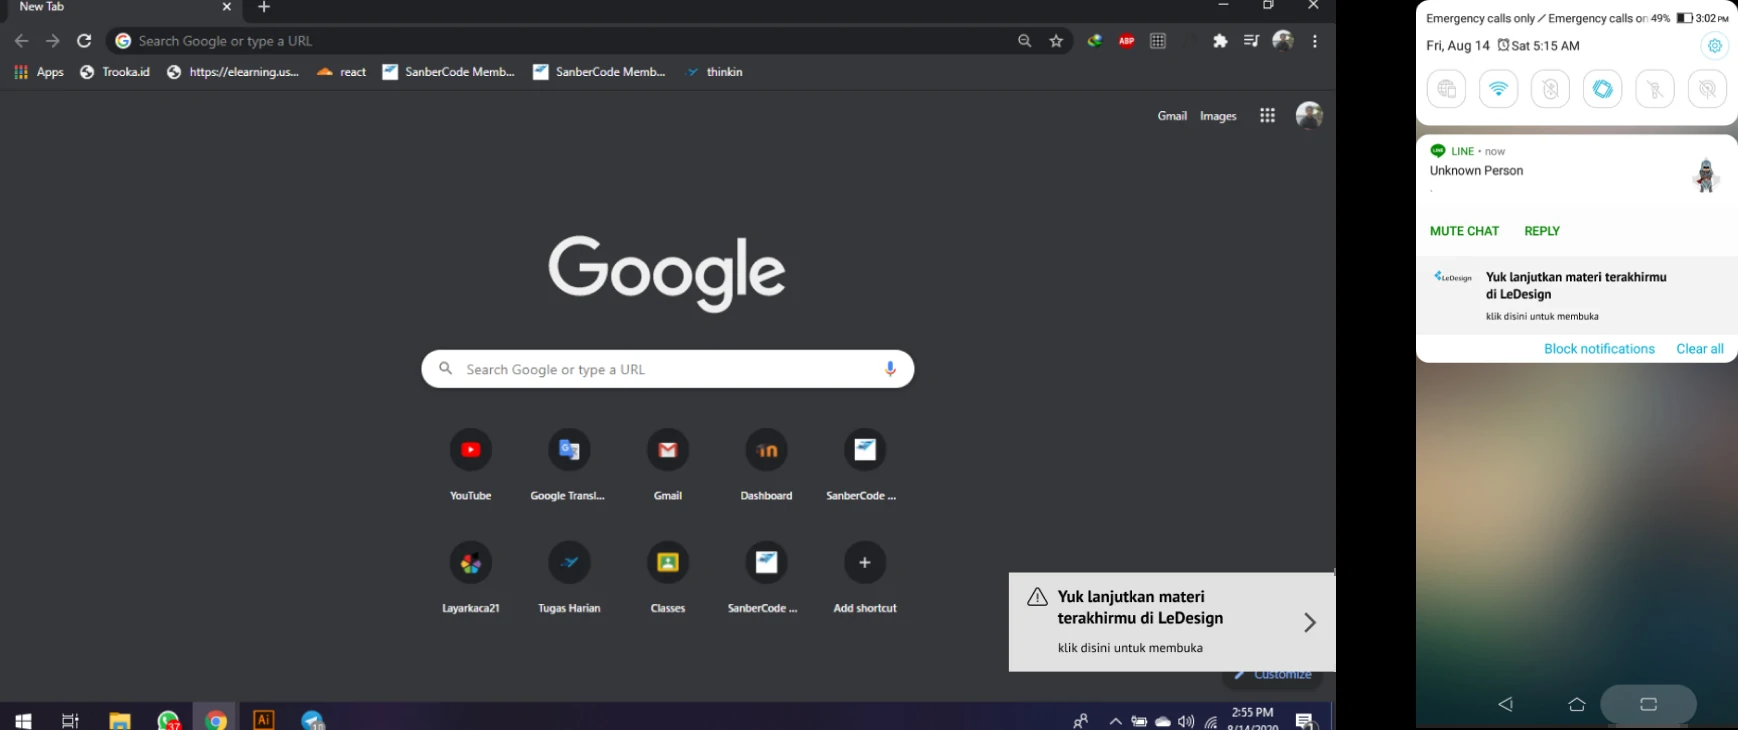 New Tab
Search Google or type a URL
ABP
Apps
Trooka.id
https://elearning.us...
react
SanberCode Memb...
SanberCode Memb...
thinkin
Gmail Images
Google
Search Google or type a URL
YouTube
Google Transl...
Gmail
Dashboard
SanberCode ...
Layarkaca21
Tugas Harian
Classes
SanberCode ...
Add shortcut
Yuk lanjutkan materi
terakhirmu di LeDesign
klik disini untuk membuka
Customize
37
Ai
2:55 PM
8/14/2020
Emergency calls only / Emergency calls on 49% 3:02 PM
Fri, Aug 14 Sat 5:15 AM
LINE • now
Unknown Person
.
MUTE CHAT REPLY
LeDesign
Yuk lanjutkan materi terakhirmu
di LeDesign
klik disini untuk membuka
Block notifications Clear all